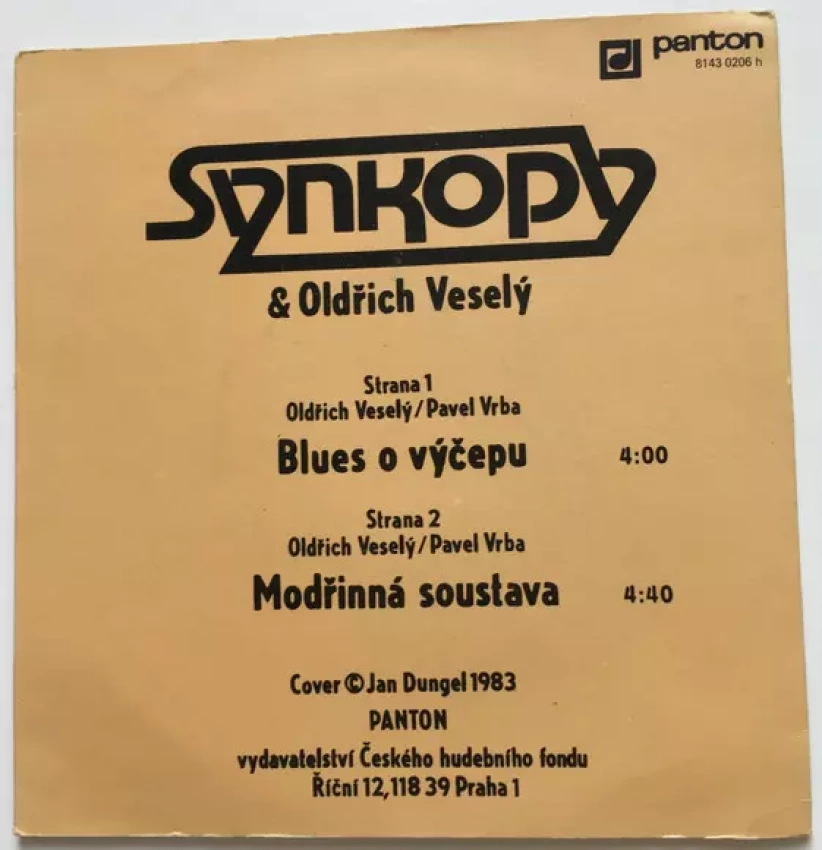 panton
8143 0206 h
Synkopy
& Oldřich Veselý
Strana 1
Oldřich Veselý/Pavel Vrba
Blues o výčepu 4:00
Strana 2
Oldřich Veselý/Pavel Vrba
Modřinná soustava 4:40
Cover © Jan Dungel 1983
PANTON
vydavatelství Českého hudebního fondu
Říční 12, 118 39 Praha 1